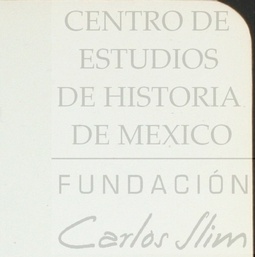 CENTRO DE
ESTUDIOS
DE HISTORIA
DE MEXICO
FUNDACIÓN
Carlos Slim